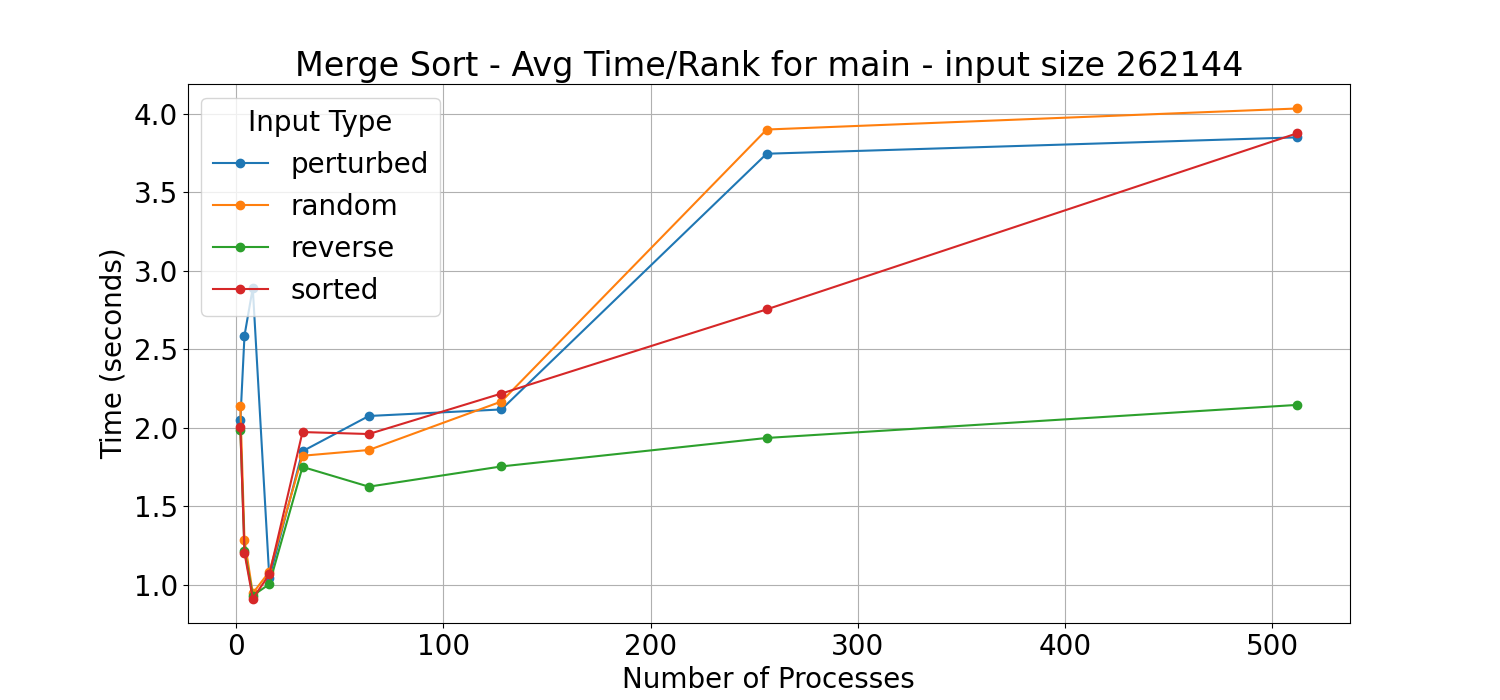 Merge Sort - Avg Time/Rank for main - input size 262144
Input Type
perturbed
random
reverse
sorted
Time (seconds)
4.0
3.5
3.0
2.5
2.0
1.5
1.0
0 100 200 300 400 500
Number of Processes